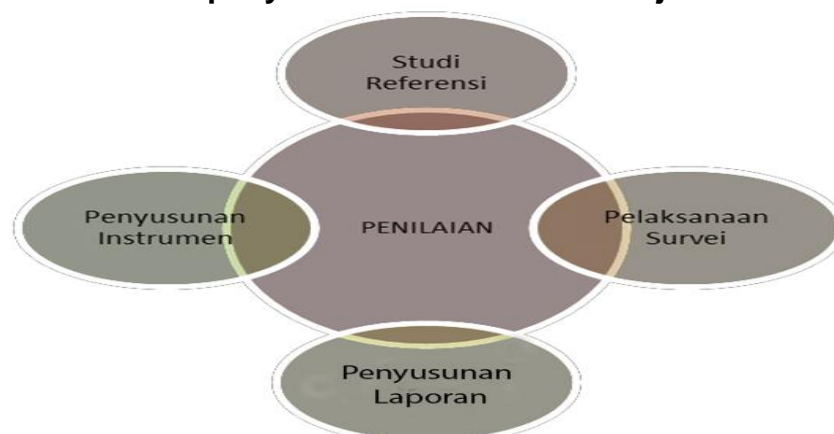 Studi
Referensi
Penyusunan
Instrumen
PENILAIAN
Pelaksanaan
Survei
Penyusunan
Laporan